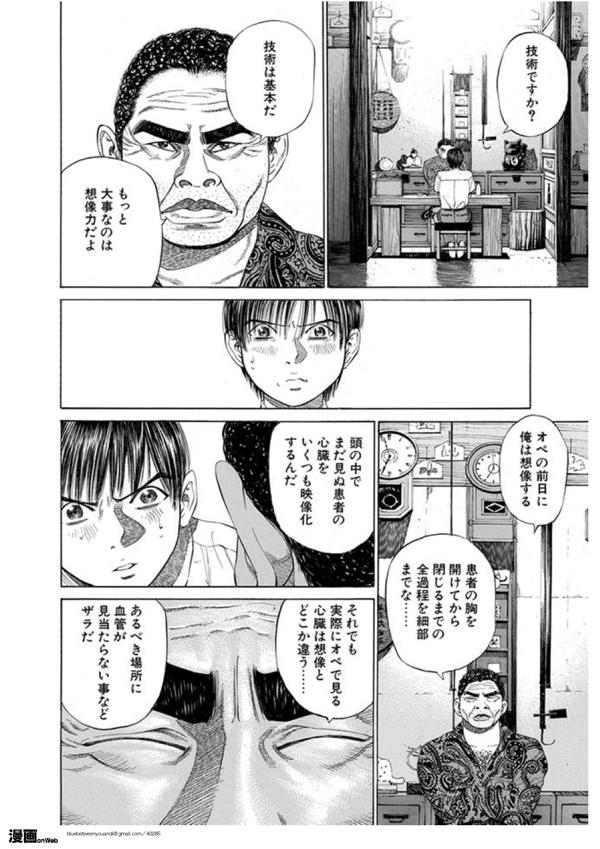 技術ですか？
技術は基本だ
もっと
大事なのは
想像力だよ
オペの前日に
俺は想像する
患者の胸を
開けてから
閉じるまでの
全過程を細部
までな……
頭の中で
まだ見ぬ患者の
心臓を
いくつも映像化
するんだ
それでも
実際にオペで見る
心臓は想像と
どこか違う……
あるべき場所に
血管が
見当たらない事など
ザラだ
漫画onWeb
bluebetweenyouandi@gmail.com／40285